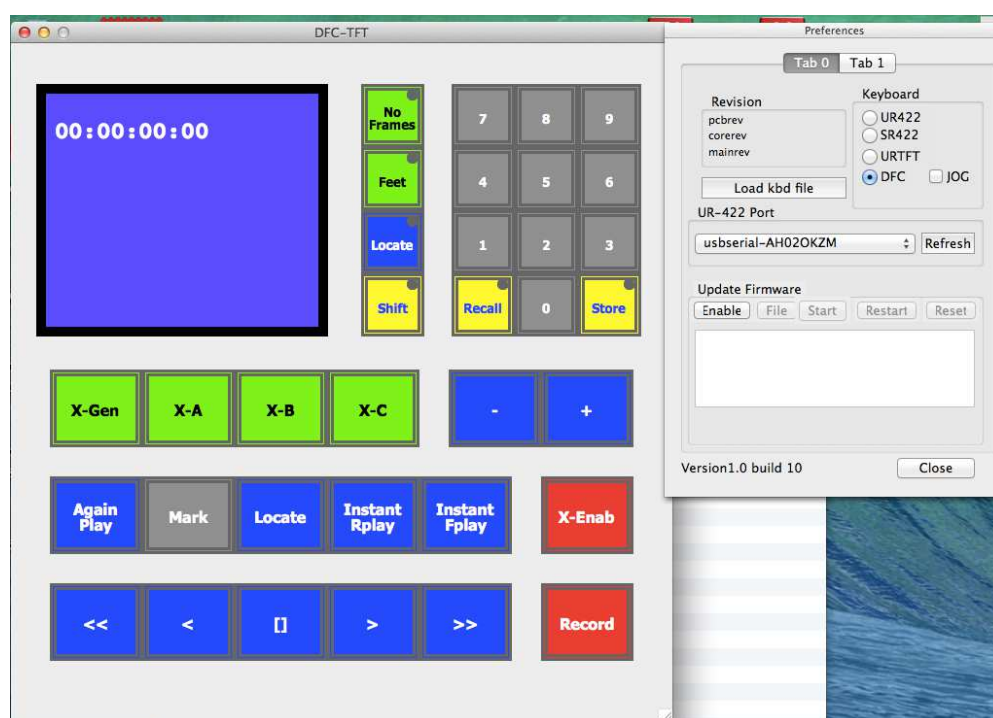 DFC-TFT
00:00:00:00
No
Frames
7
8
9
Feet
4
5
6
Locate
1
2
3
Shift
Recall
0
Store
X-Gen
X-A
X-B
X-C
-
+
Again
Play
Mark
Locate
Instant
Rplay
Instant
Fplay
X-Enab
<<
<
[]
>
>>
Record
Preferences
Tab 0
Tab 1
Revision
pcbrev
corerev
mainrev
Keyboard
UR422
SR422
URTFT
DFC
JOG
Load kbd file
UR-422 Port
usbserial-AH02OKZM
Refresh
Update Firmware
Enable
File
Start
Restart
Reset
Version1.0 build 10
Close